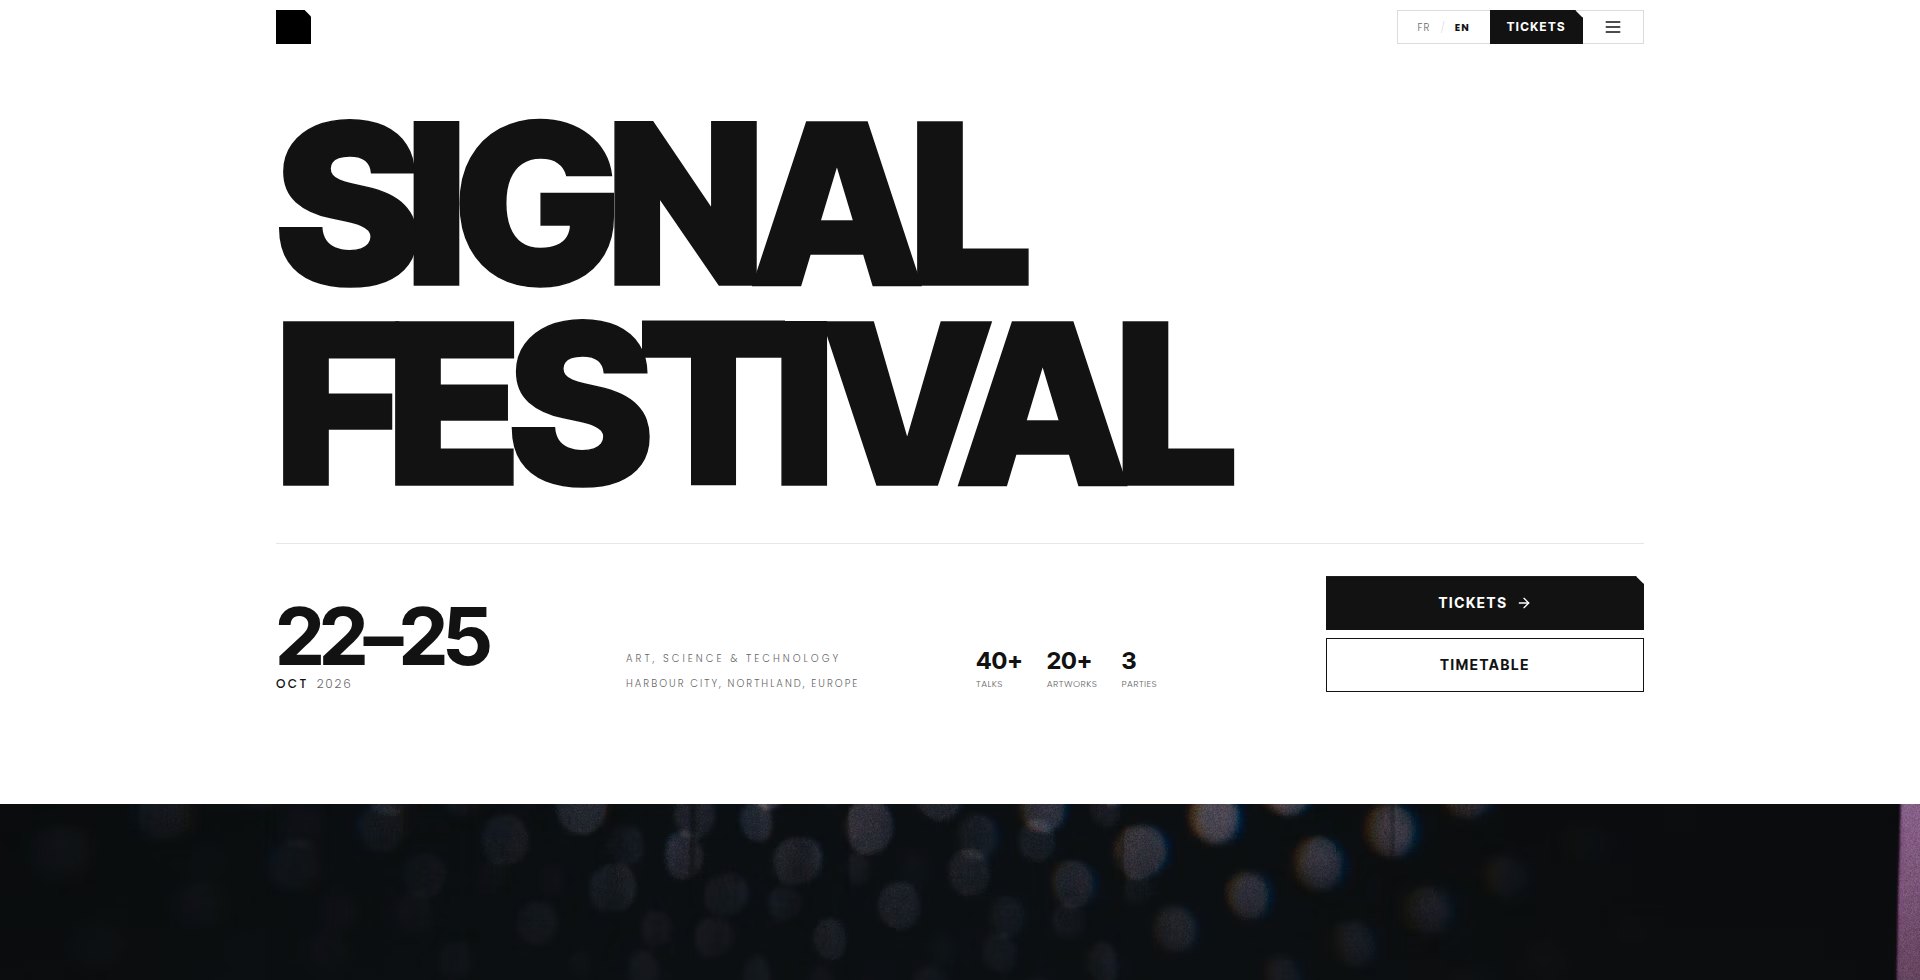 FR / EN
TICKETS
SIGNAL
FESTIVAL
22–25
OCT 2026
ART, SCIENCE & TECHNOLOGY
HARBOUR CITY, NORTHLAND, EUROPE
40+
TALKS
20+
ARTWORKS
3
PARTIES
TICKETS →
TIMETABLE